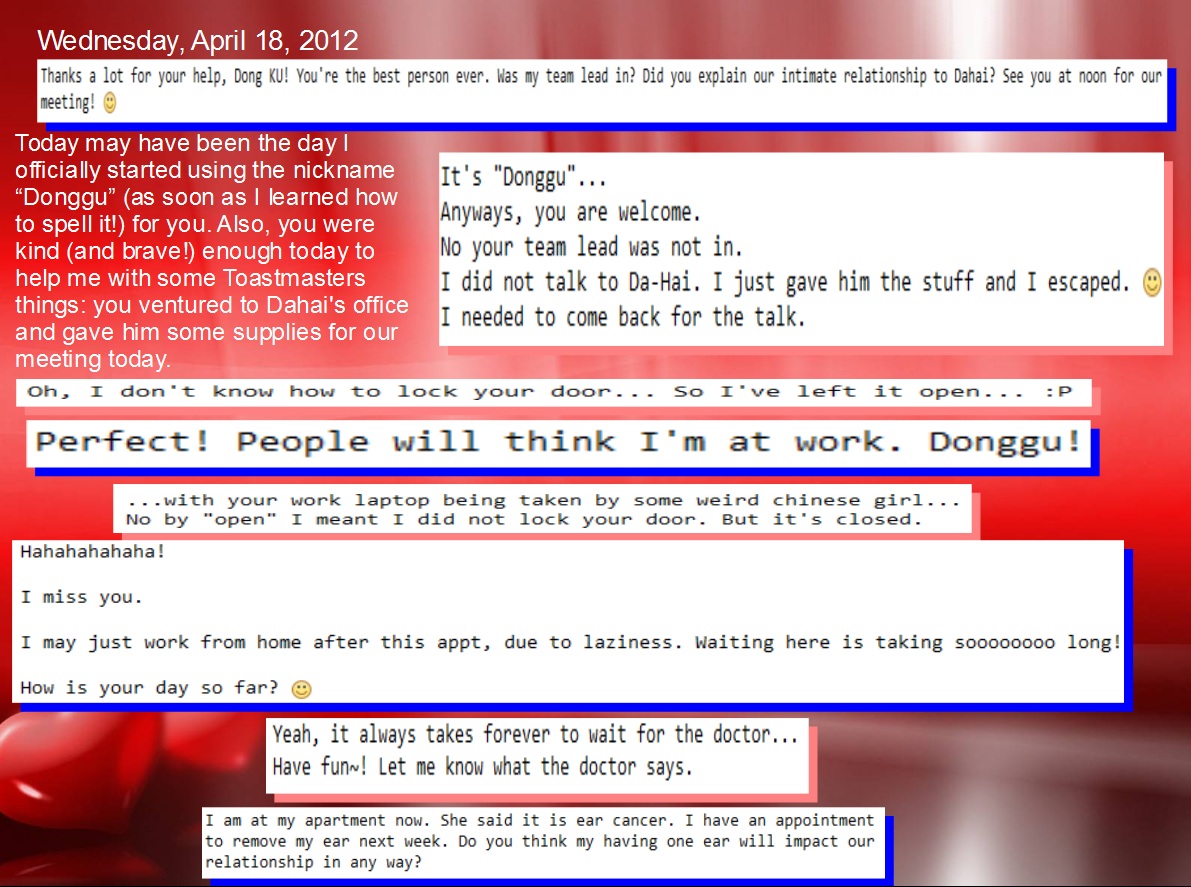 Wednesday, April 18, 2012
Thanks a lot for your help, Dong KU! You're the best person ever. Was my team lead in? Did you explain our intimate relationship to Dahai? See you at noon for our
meeting! 🙂
Today may have been the day I
officially started using the nickname
“Donggu” (as soon as I learned how
to spell it!) for you. Also, you were
kind (and brave!) enough today to
help me with some Toastmasters
things: you ventured to Dahai's office
and gave him some supplies for our
meeting today.
It's "Donggu"...
Anyways, you are welcome.
No your team lead was not in.
I did not talk to Da-Hai. I just gave him the stuff and I escaped. 🙂
I needed to come back for the talk.
Oh, I don't know how to lock your door... So I've left it open... :P
Perfect! People will think I'm at work. Donggu!
...with your work laptop being taken by some weird chinese girl...
No by "open" I meant I did not lock your door. But it's closed.
Hahahahahaha!
I miss you.
I may just work from home after this appt, due to laziness. Waiting here is taking soooooooo long!
How is your day so far? 🙂
Yeah, it always takes forever to wait for the doctor...
Have fun~! Let me know what the doctor says.
I am at my apartment now. She said it is ear cancer. I have an appointment
to remove my ear next week. Do you think my having one ear will impact our
relationship in any way?